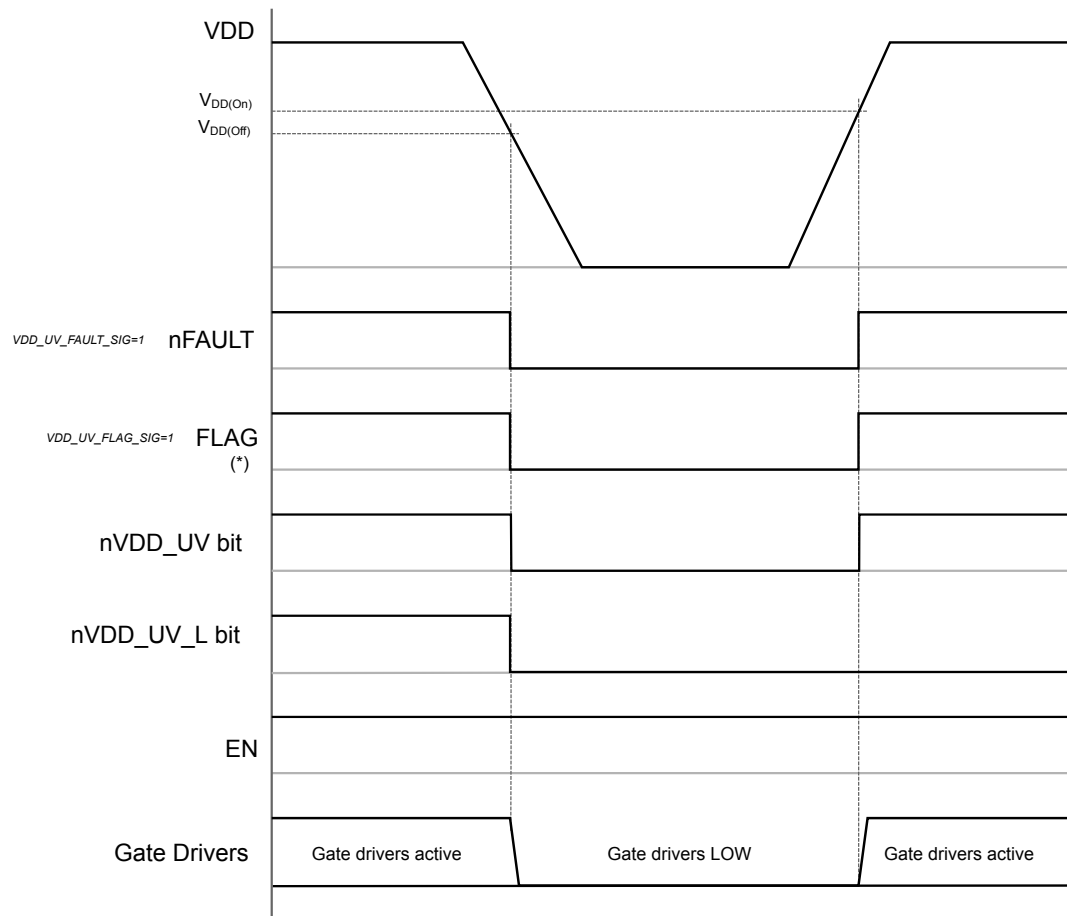 VDD
VDD(On)
VDD(Off)
VDD_UV_FAULT_SIG=1 nFAULT
VDD_UV_FLAG_SIG=1 FLAG
(*)
nVDD_UV bit
nVDD_UV_L bit
EN
Gate Drivers
Gate drivers active
Gate drivers LOW
Gate drivers active